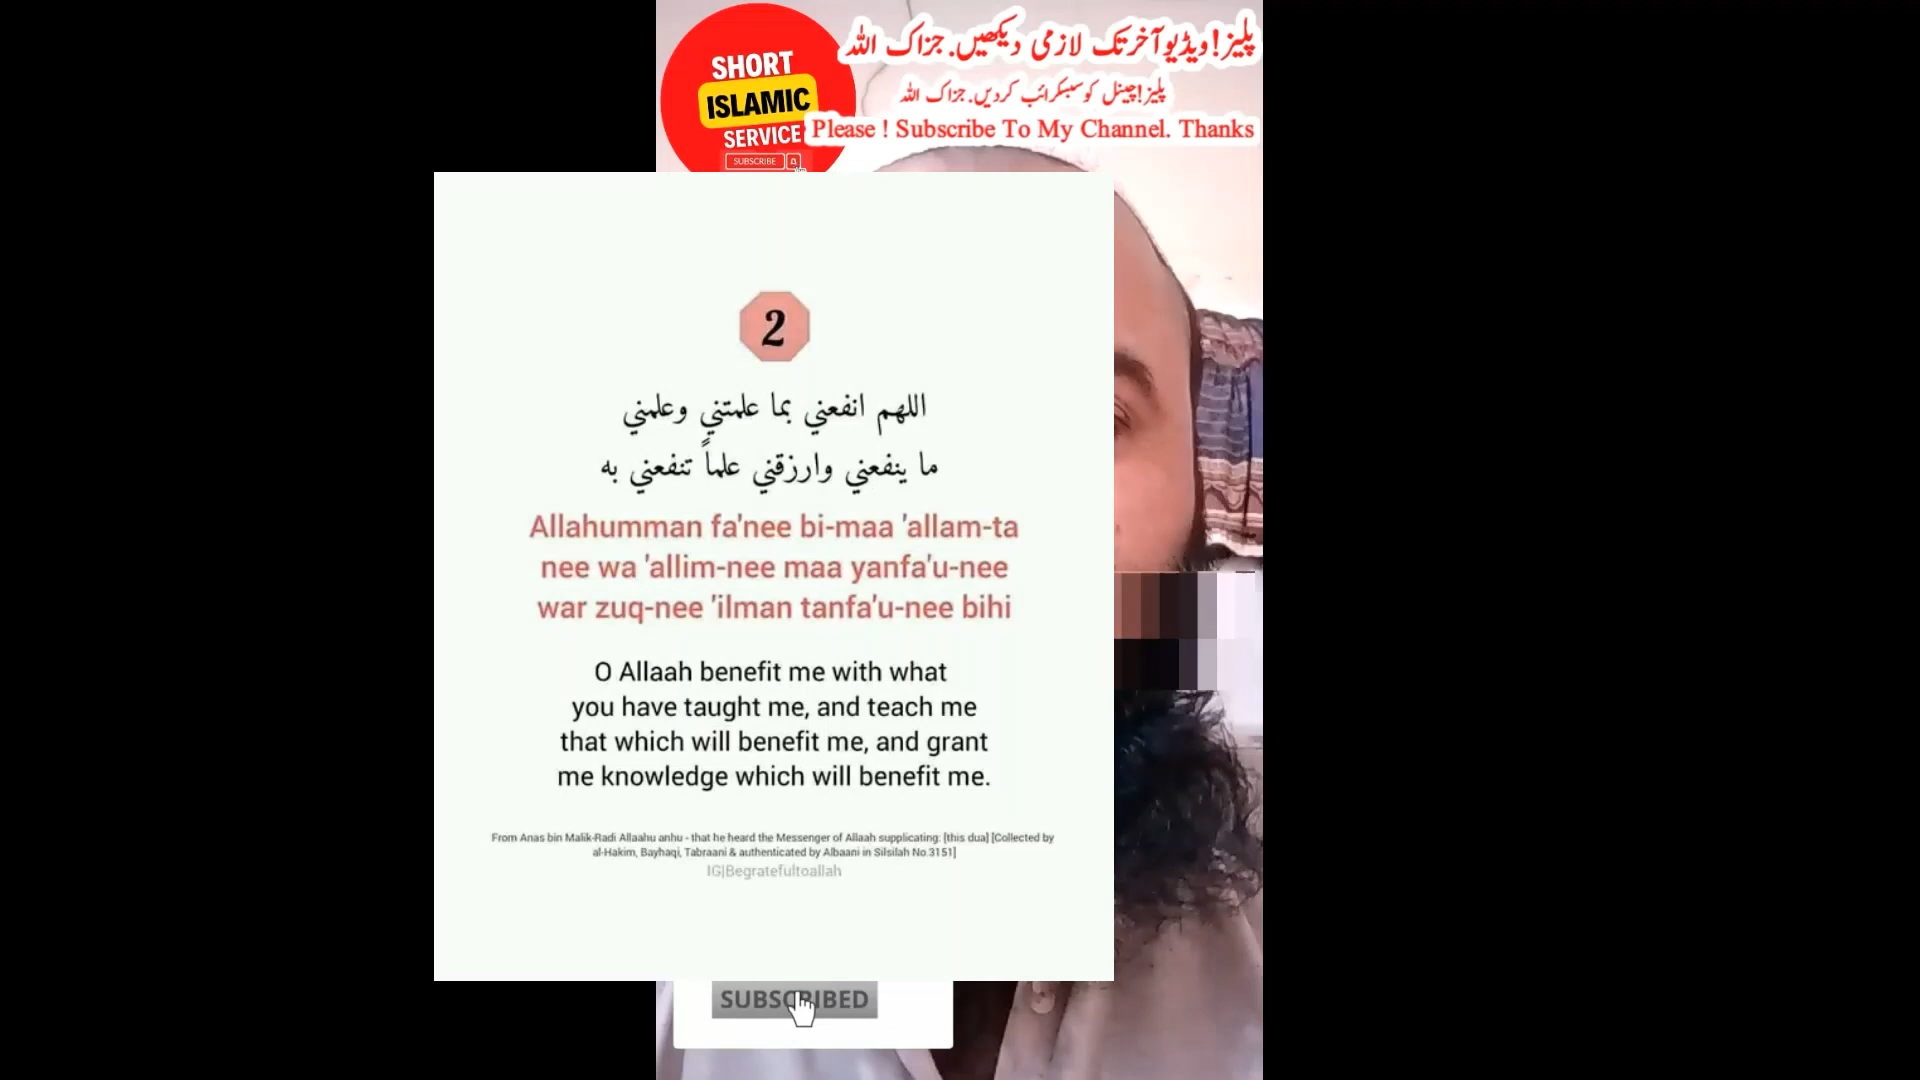 SHORT
ISLAMIC
SERVICE
SUBSCRIBE
پلیز!ویڈیو آخرتک لازمی دیکھیں. جزاک اللہ
پلیز!چینل کو سبسکرائب کردیں. جزاک اللہ
Please ! Subscribe To My Channel. Thanks
2
اللهم انفعني بما علمتني وعلمني
ما ينفعني وارزقني علماً تنفعني به
Allahumman fa'nee bi-maa 'allam-ta
nee wa 'allim-nee maa yanfa'u-nee
war zuq-nee 'ilman tanfa'u-nee bihi
O Allaah benefit me with what
you have taught me, and teach me
that which will benefit me, and grant
me knowledge which will benefit me.
From Anas bin Malik-Radi Allaahu anhu - that he heard the Messenger of Allaah supplicating: [this dua] [Collected by
al-Hakim, Bayhaqi, Tabraani & authenticated by Albaani in Silsilah No.3151]
IG|Begratefultoallah
SUBSCRIBED